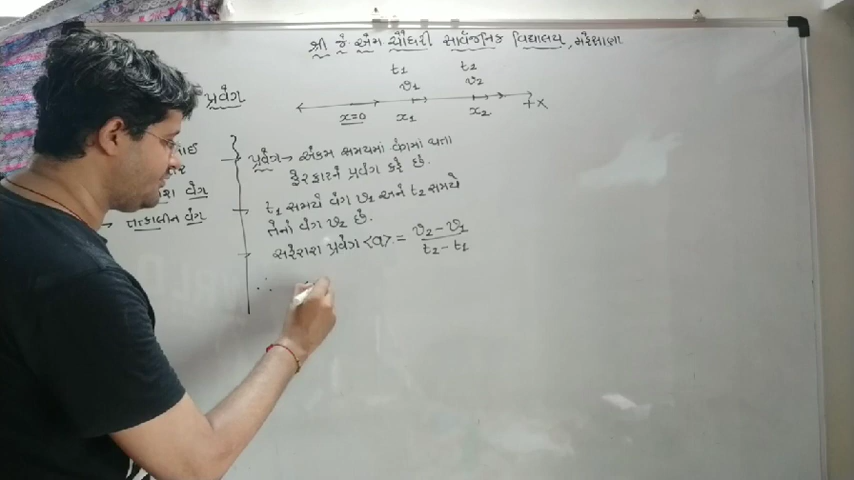 શ્રી જે એમ ચૌધરી સાર્વજનિક વિદ્યાલય, મહેસાણા
t₁ t₂
v₁ v₂
પ્રવેગ
x=0 x₁ x₂ +x
પ્રવેગ → એકમ સમયમાં વેગમાં થતા
ફેરફારને પ્રવેગ કહે છે.
t₁ સમયે વેગ v₁ અને t₂ સમયે
તેનો વેગ v₂ છે.
સરેરાશ પ્રવેગ <a> = v₂ - v₁ / t₂ - t₁
∴
વેગ
→ તત્કાલીન વેગ